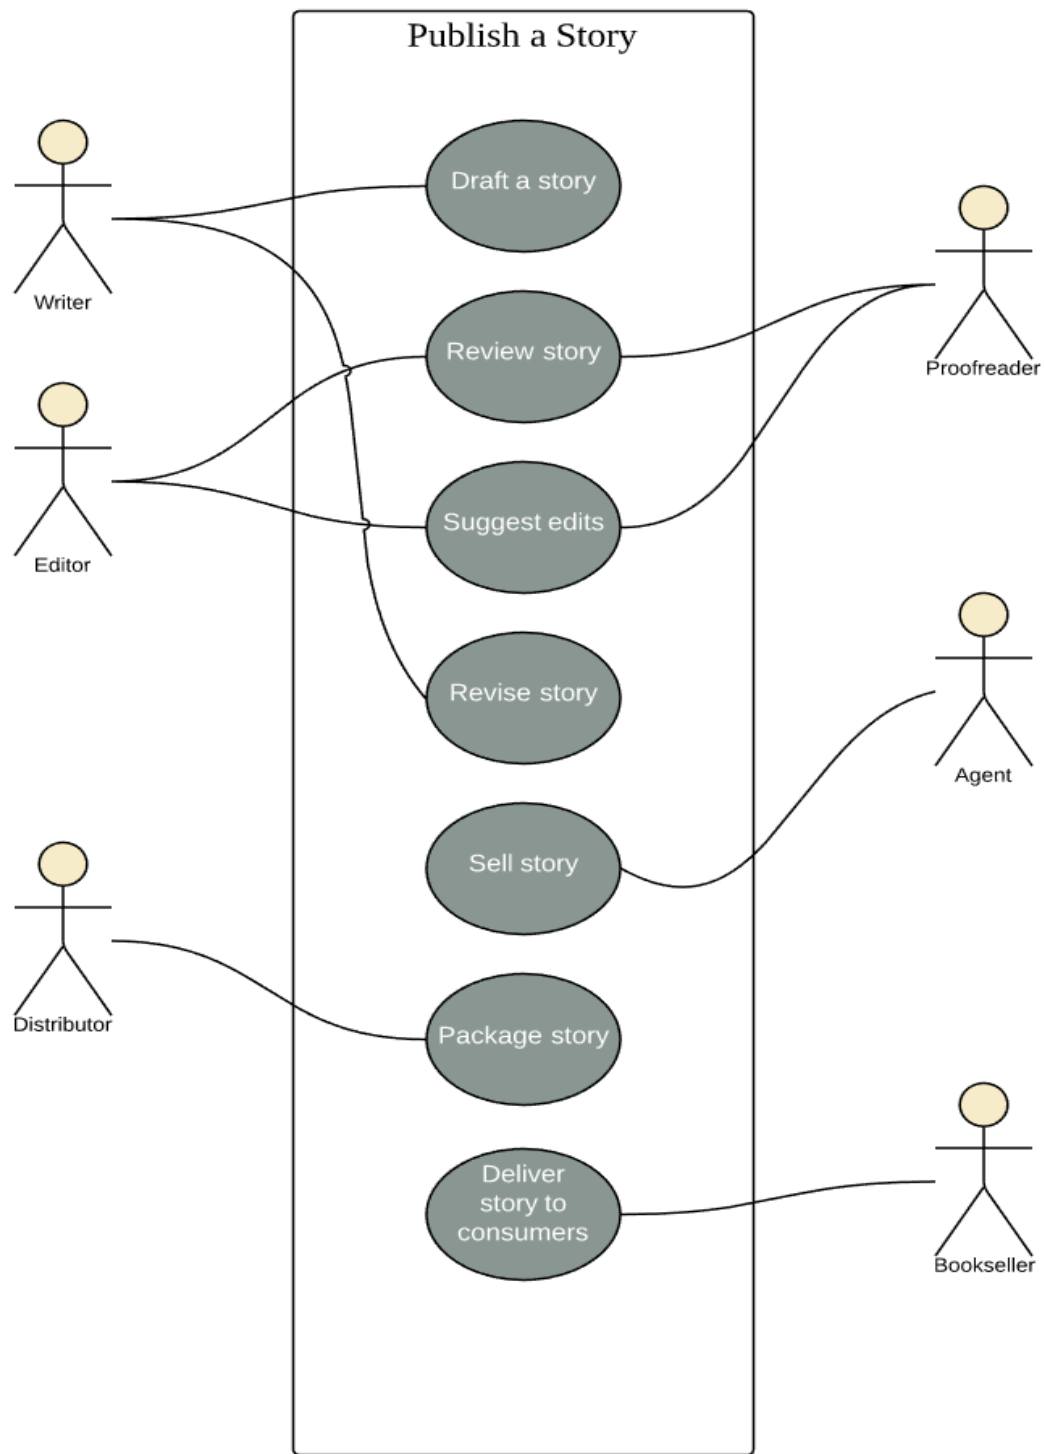 Publish a Story
Draft a story
Writer
Review story
Proofreader
Suggest edits
Editor
Revise story
Agent
Sell story
Distributor
Package story
Deliver
story to
consumers
Bookseller